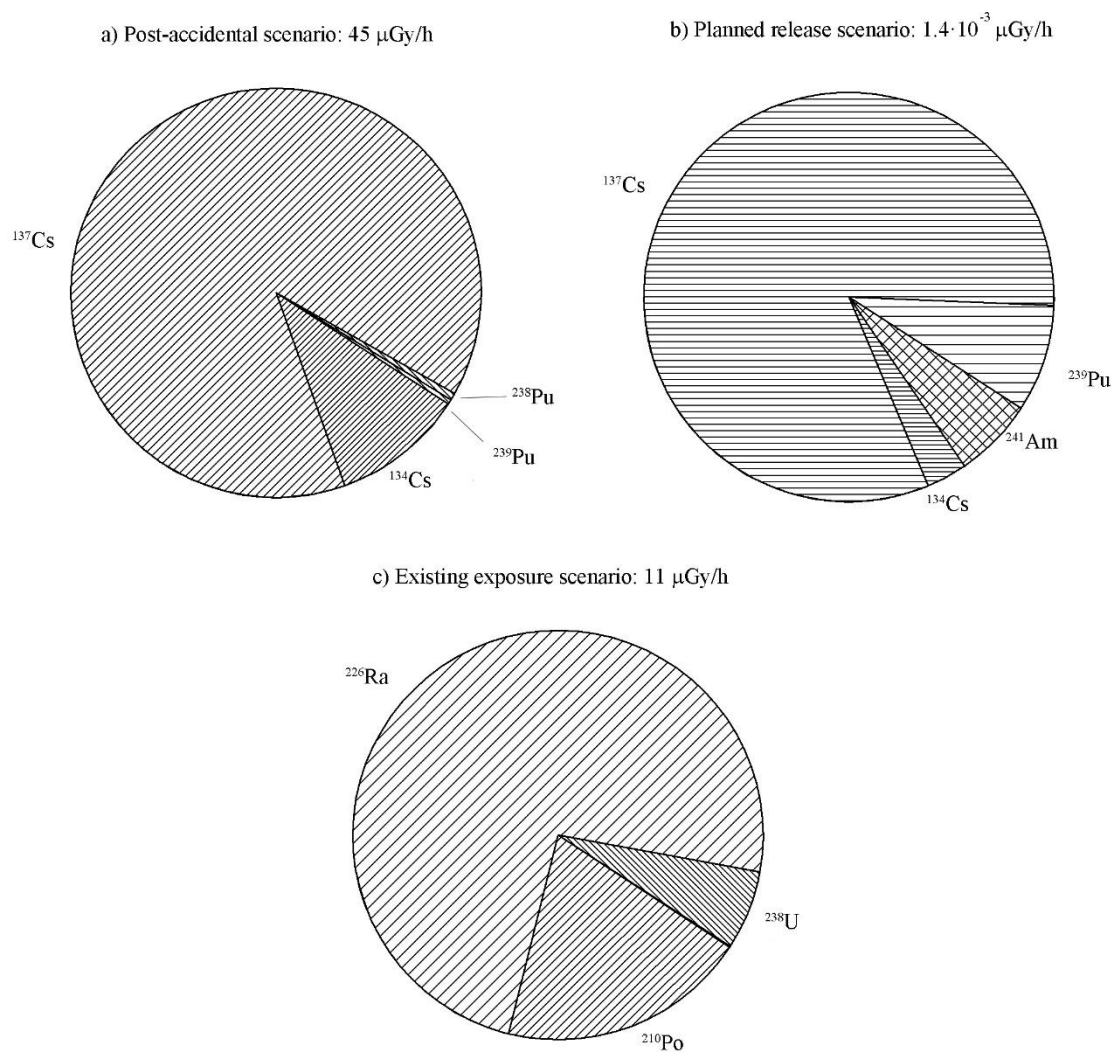 a) Post-accidental scenario: 45 μGy/h
b) Planned release scenario: 1.4·10⁻³ μGy/h
¹³⁷Cs
²³⁸Pu
²³⁹Pu
¹³⁴Cs
¹³⁷Cs
²³⁹Pu
²⁴¹Am
¹³⁴Cs
c) Existing exposure scenario: 11 μGy/h
²²⁶Ra
²³⁸U
²¹⁰Po